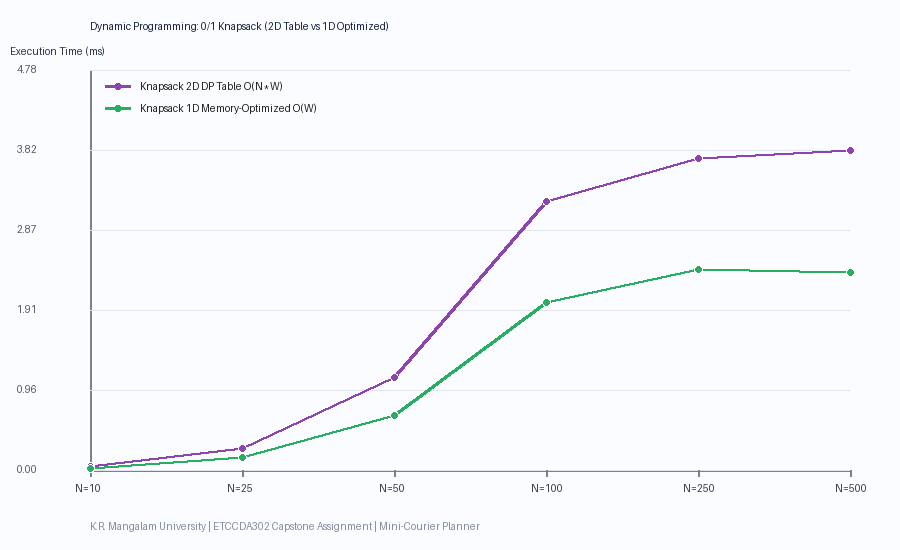 Dynamic Programming: 0/1 Knapsack (2D Table vs 1D Optimized)
Execution Time (ms)
4.78
Knapsack 2D DP Table O(N*W)
Knapsack 1D Memory-Optimized O(W)
3.82
2.87
1.91
0.96
0.00
N=10 N=25 N=50 N=100 N=250 N=500
K.R. Mangalam University | ETCCDA302 Capstone Assignment | Mini-Courier Planner